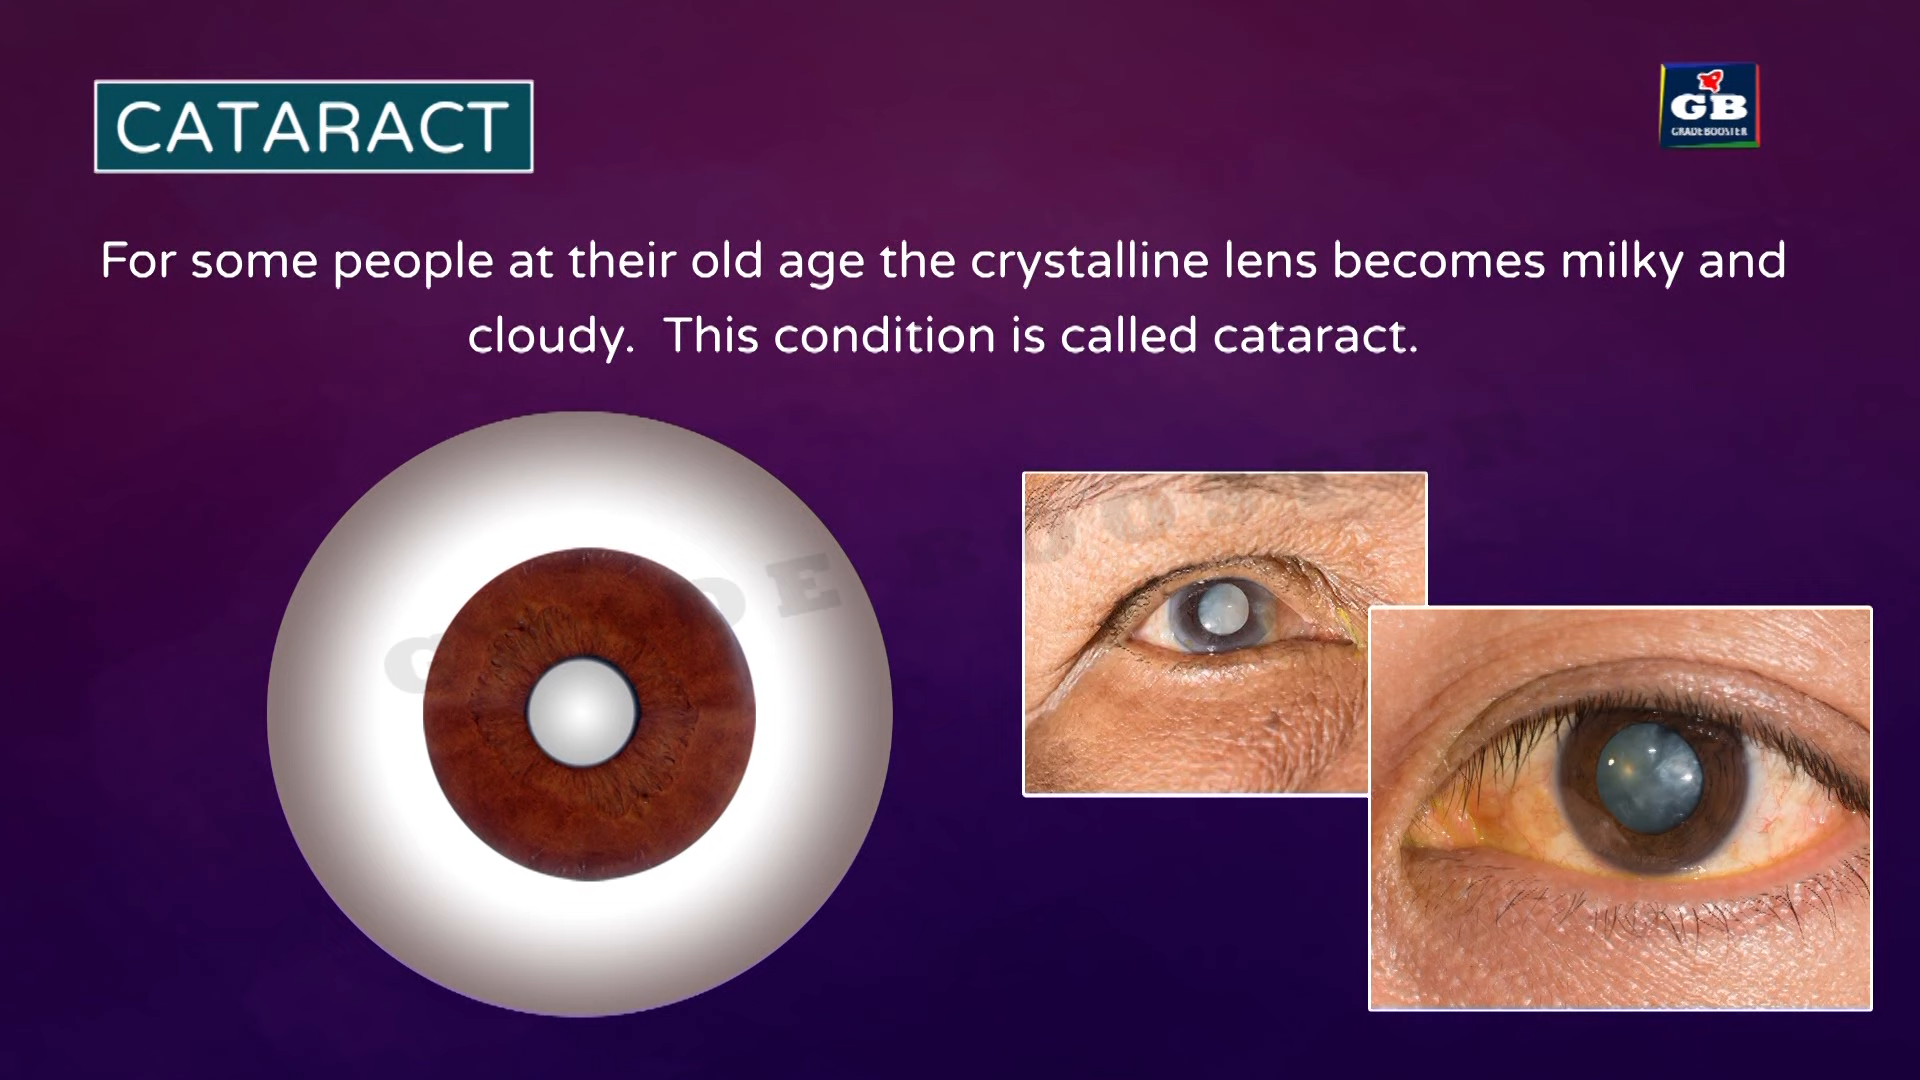 CATARACT
GB
GRADEBOOSTER
For some people at their old age the crystalline lens becomes milky and
cloudy.  This condition is called cataract.
GRADE BOOSTER